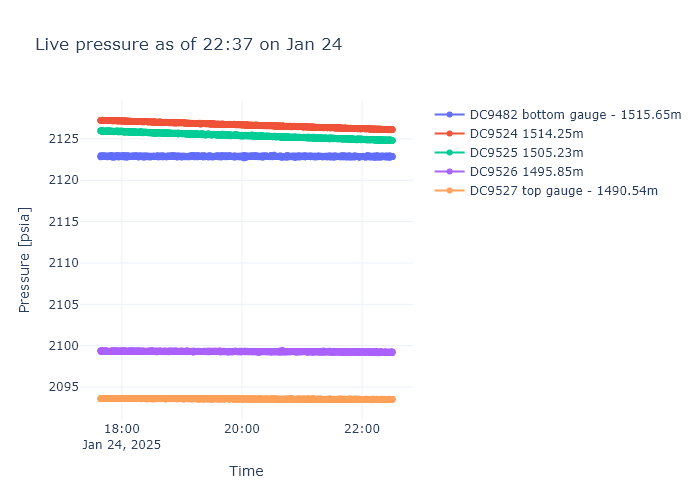 Live pressure as of 22:37 on Jan 24
DC9482 bottom gauge - 1515.65m
DC9524 1514.25m
DC9525 1505.23m
DC9526 1495.85m
DC9527 top gauge - 1490.54m
Pressure [psia]
2125
2120
2115
2110
2105
2100
2095
18:00
Jan 24, 2025
20:00
22:00
Time